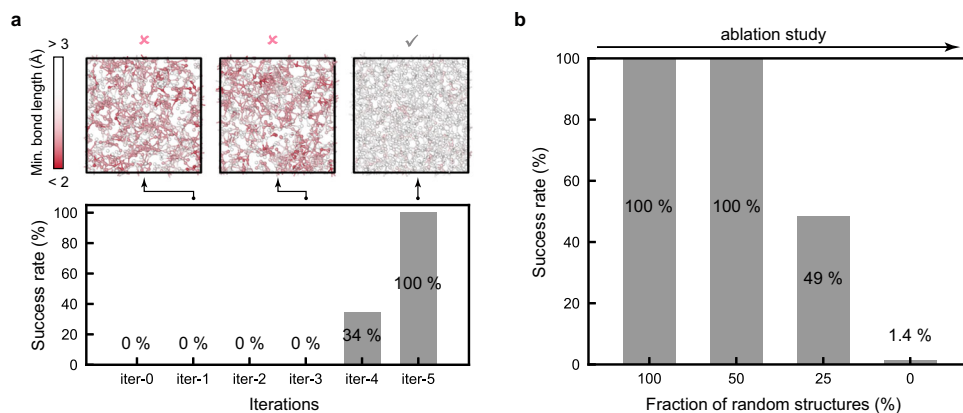 a
✘ ✘ ✓
> 3
Min. bond length (Å)
< 2
Success rate (%)
100
80
60
40
20
0
0 % 0 % 0 % 0 % 34 % 100 %
iter-0 iter-1 iter-2 iter-3 iter-4 iter-5
Iterations
b
ablation study
Success rate (%)
100
80
60
40
20
0
100 % 100 % 49 % 1.4 %
100 50 25 0
Fraction of random structures (%)